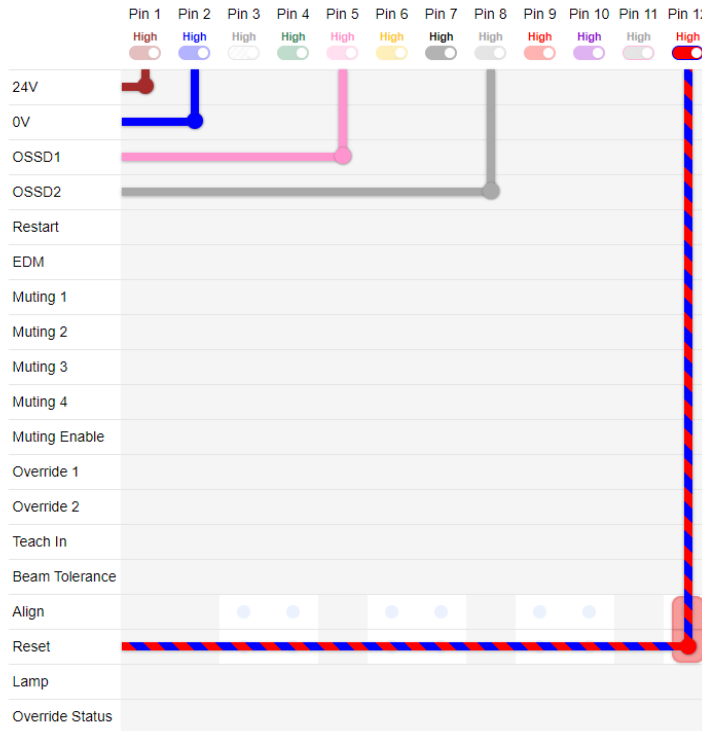 Pin 1 Pin 2 Pin 3 Pin 4 Pin 5 Pin 6 Pin 7 Pin 8 Pin 9 Pin 10 Pin 11 Pin 12
High High High High High High High High High High High High
24V
0V
OSSD1
OSSD2
Restart
EDM
Muting 1
Muting 2
Muting 3
Muting 4
Muting Enable
Override 1
Override 2
Teach In
Beam Tolerance
Align
Reset
Lamp
Override Status